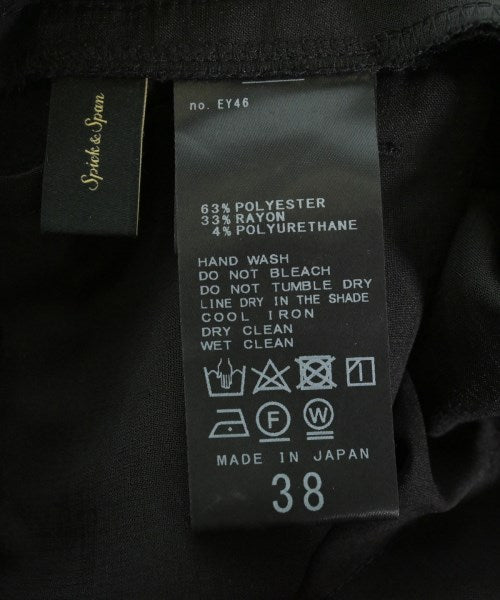 Spick & Span
no. EY46
63% POLYESTER
33% RAYON
4% POLYURETHANE
HAND WASH
DO NOT BLEACH
DO NOT TUMBLE DRY
LINE DRY IN THE SHADE
COOL IRON
DRY CLEAN
WET CLEAN
F W
MADE IN JAPAN
38